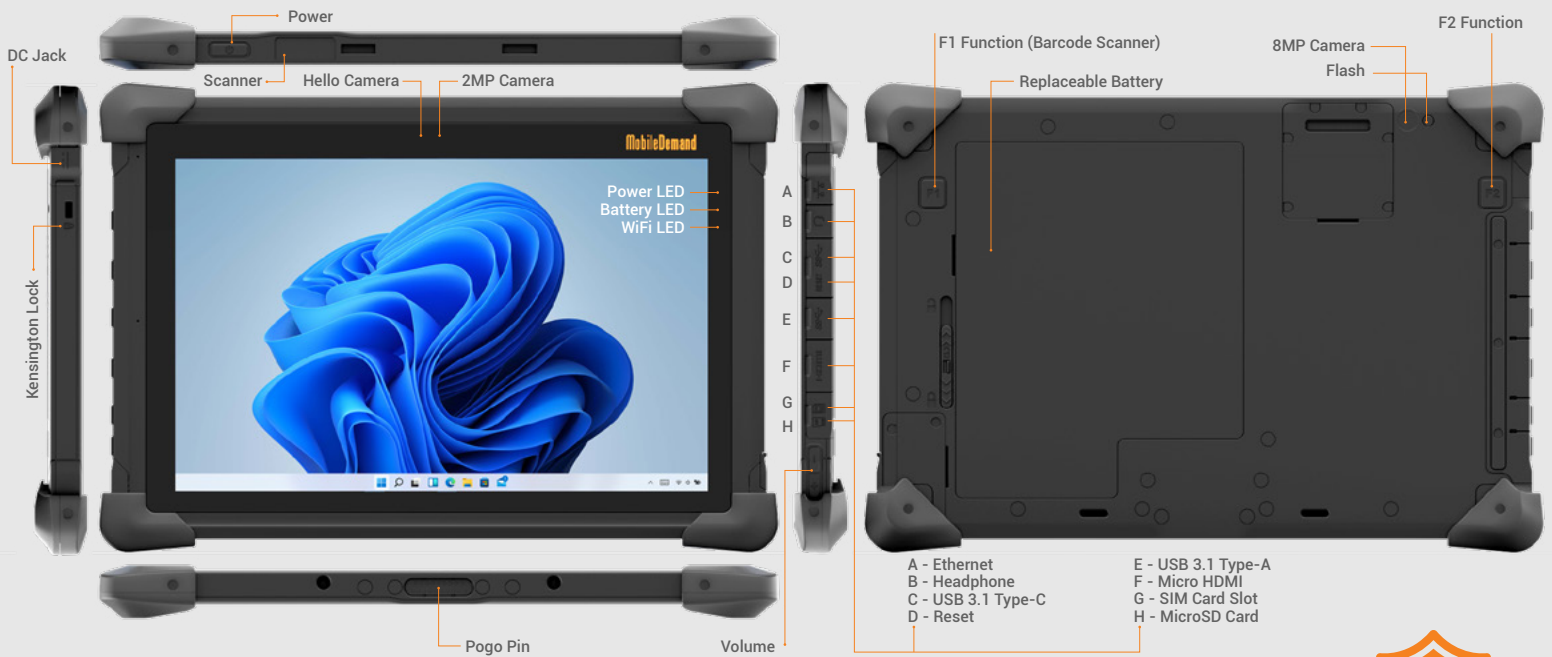 Power
F2 Function
F1 Function (Barcode Scanner)
8MP Camera
DC Jack
Flash
Scanner
Hello Camera
2MP Camera
Replaceable Battery
MobileDemand
Power LED
Battery LED
WiFi LED
A
B
C
D
E
F
G
H
F1
F2
Kensington Lock
A - Ethernet
B - Headphone
C - USB 3.1 Type-C
D - Reset
E - USB 3.1 Type-A
F - Micro HDMI
G - SIM Card Slot
H - MicroSD Card
Pogo Pin
Volume